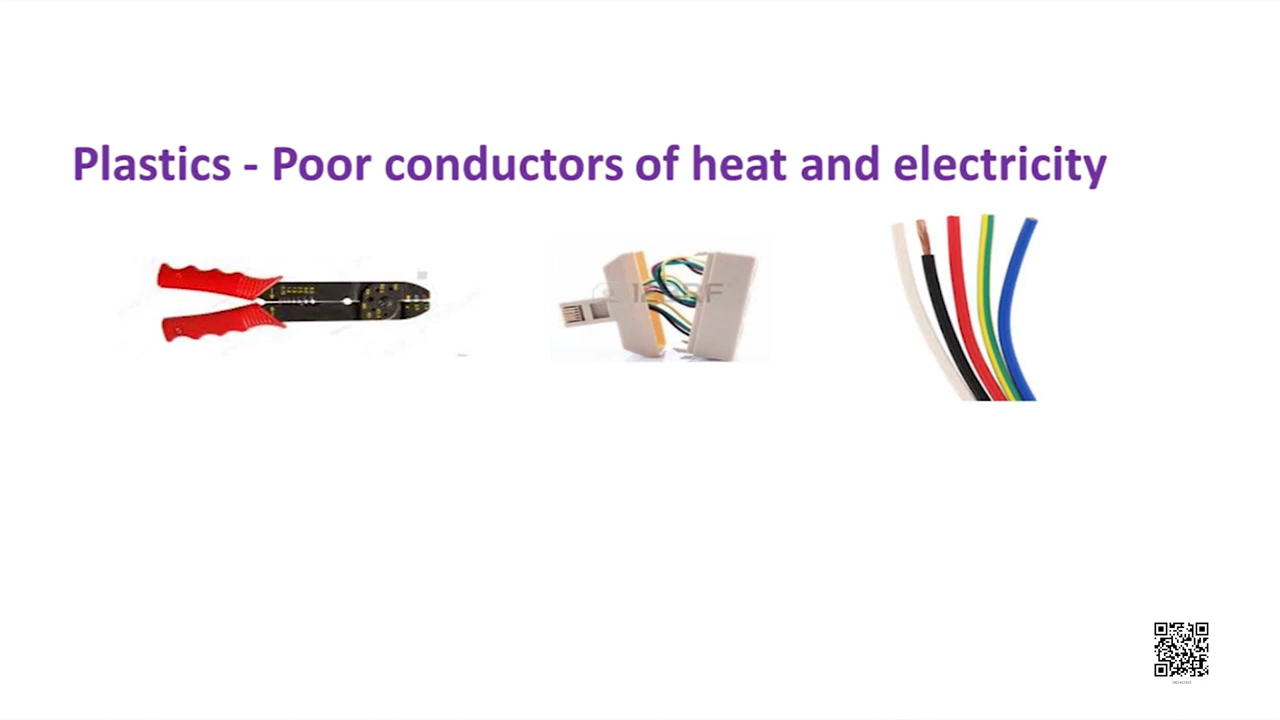 Plastics - Poor conductors of heat and electricity